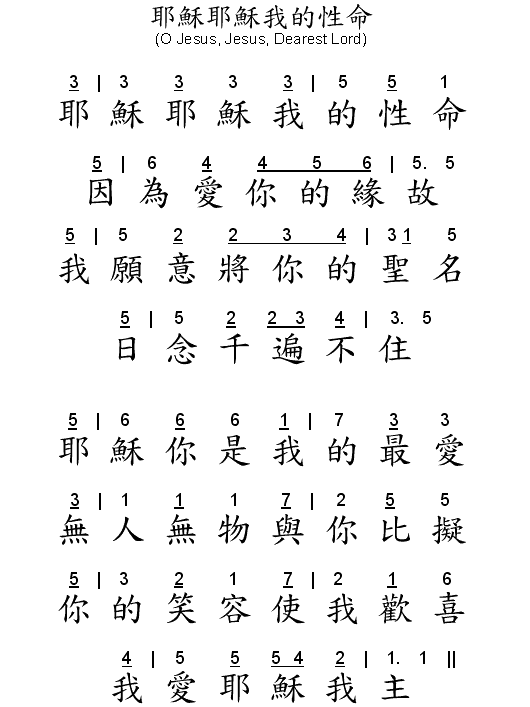 耶穌耶穌我的性命
(O Jesus, Jesus, Dearest Lord)
3 | 3 3 3 3 | 5 5 1
耶穌耶穌我的性命
5 | 6 4 4 5 6 | 5. 5
因為愛你的緣故
5 | 5 2 2 3 4 | 3 1 5
我願意將你的聖名
5 | 5 2 2 3 4 | 3. 5
日念千遍不住
5 | 6 6 6 1 | 7 3 3
耶穌你是我的最愛
3 | 1 1 1 7 | 2 5 5
無人無物與你比擬
5 | 3 2 1 7 | 2 1 6
你的笑容使我歡喜
4 | 5 5 5 4 2 | 1. 1 ||
我愛耶穌我主